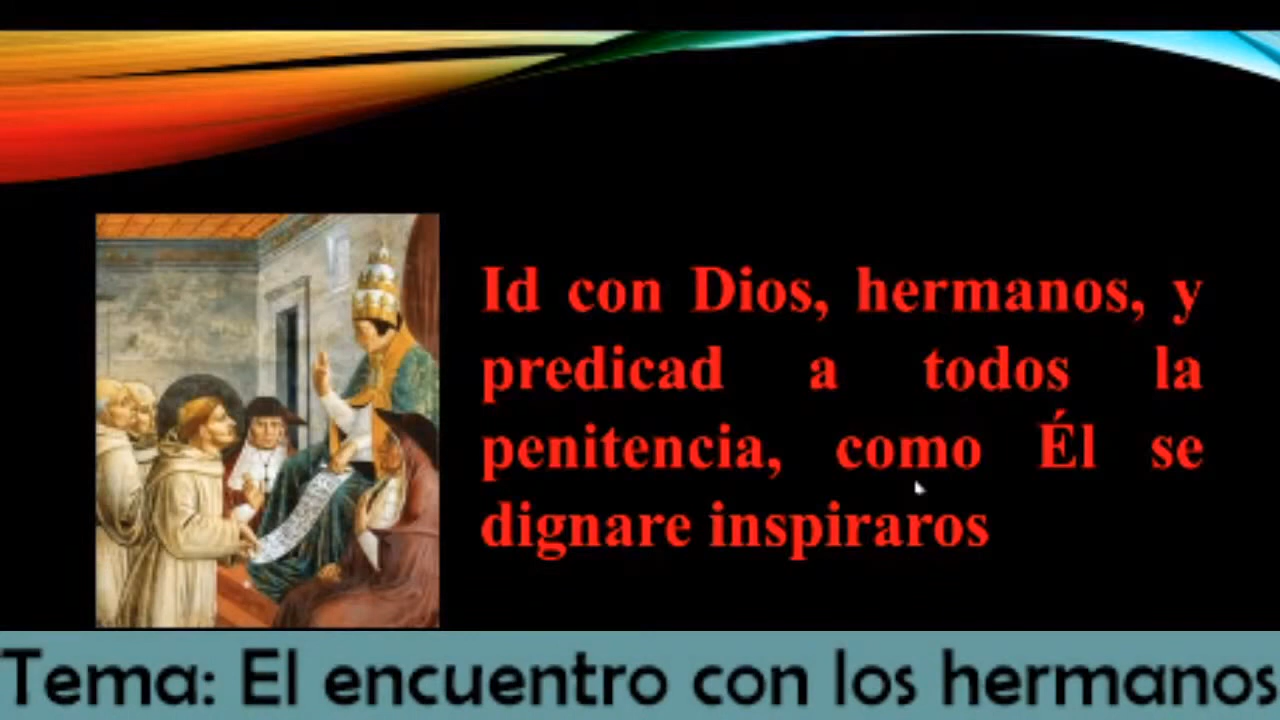 Id con Dios, hermanos, y
predicad a todos la
penitencia, como Él se
dignare inspiraros
Tema: El encuentro con los hermanos